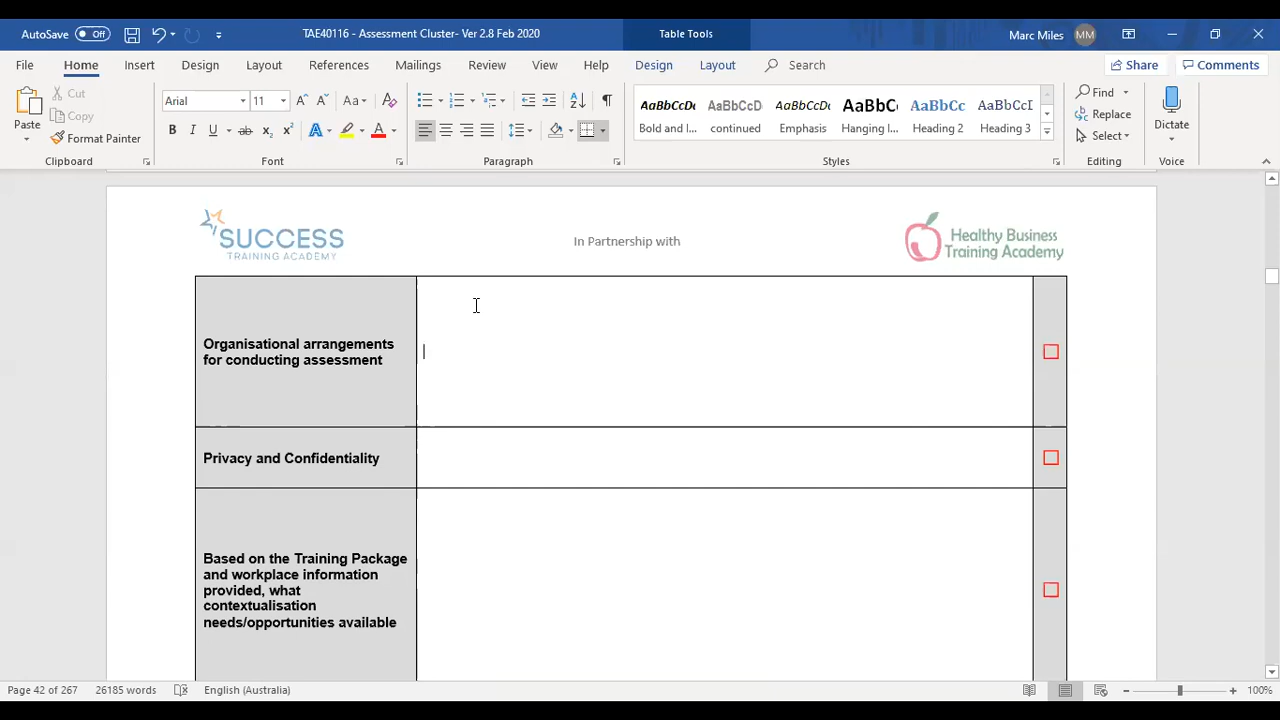 AutoSave Off TAE40116 - Assessment Cluster- Ver 2.8 Feb 2020 Table Tools Marc Miles MM
File Home Insert Design Layout References Mailings Review View Help Design Layout Search Share Comments
Paste
Cut
Copy
Format Painter
Clipboard
Arial 11
Font
Paragraph
AaBbCcDc AaBbCcDc AaBbCcDc AaBbC AaBbCc AaBbCcI
Bold and I... continued Emphasis Hanging I... Heading 2 Heading 3
Styles
Find
Replace
Select
Editing
Dictate
Voice
SUCCESS
TRAINING ACADEMY
In Partnership with
Healthy Business
Training Academy
Organisational arrangements
for conducting assessment
Privacy and Confidentiality
Based on the Training Package
and workplace information
provided, what
contextualisation
needs/opportunities available
Page 42 of 267 26185 words English (Australia) 100%